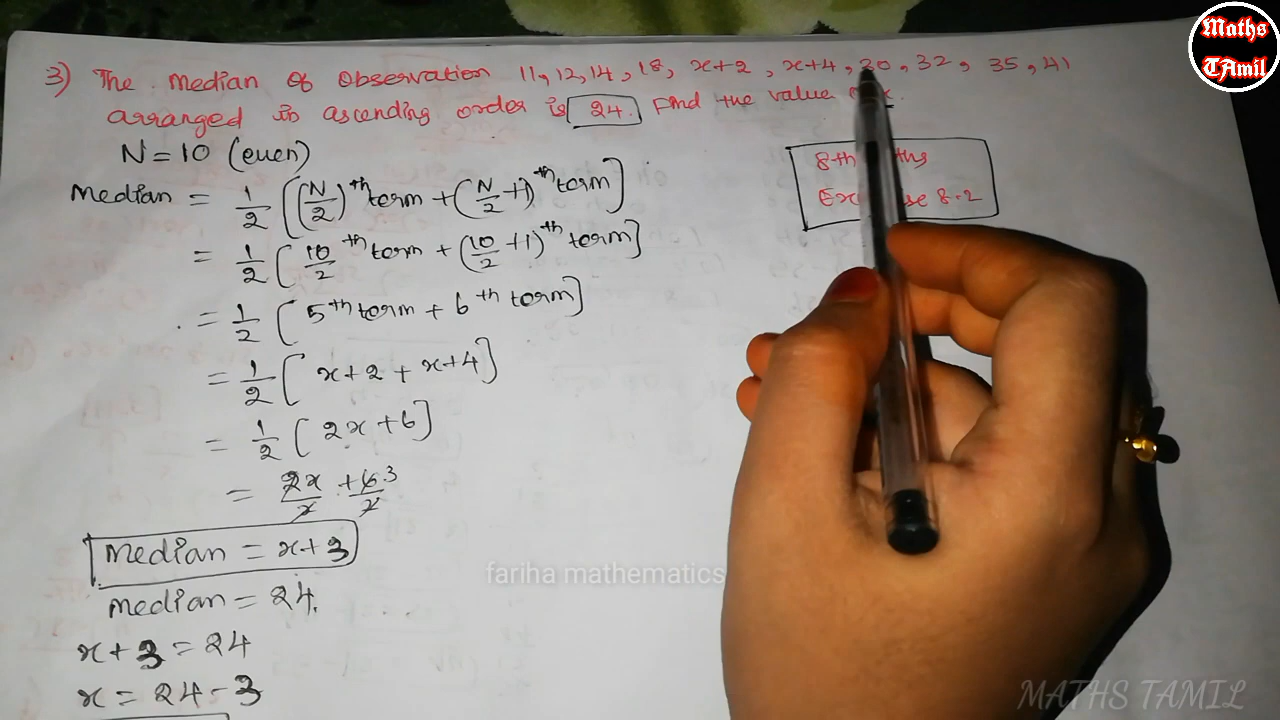 3) The Median of Observation 11, 12, 14, 18, x+2, x+4, 30, 32, 35, 41
arranged in ascending order is 24. Find the value x.
N = 10 (even)
Median = 1/2 [(N/2)th term + (N/2 + 1)th term]
= 1/2 [10/2 th term + (10/2 + 1)th term]
= 1/2 [5th term + 6th term]
= 1/2 [x+2 + x+4]
= 1/2 [2x+6]
= 2x/2 + 6/2 3
Median = x+3
Median = 24.
x+3 = 24
x = 24-3
8th
Exercise 8.2
Maths
TAmil
fariha mathematics
MATHS TAMIL